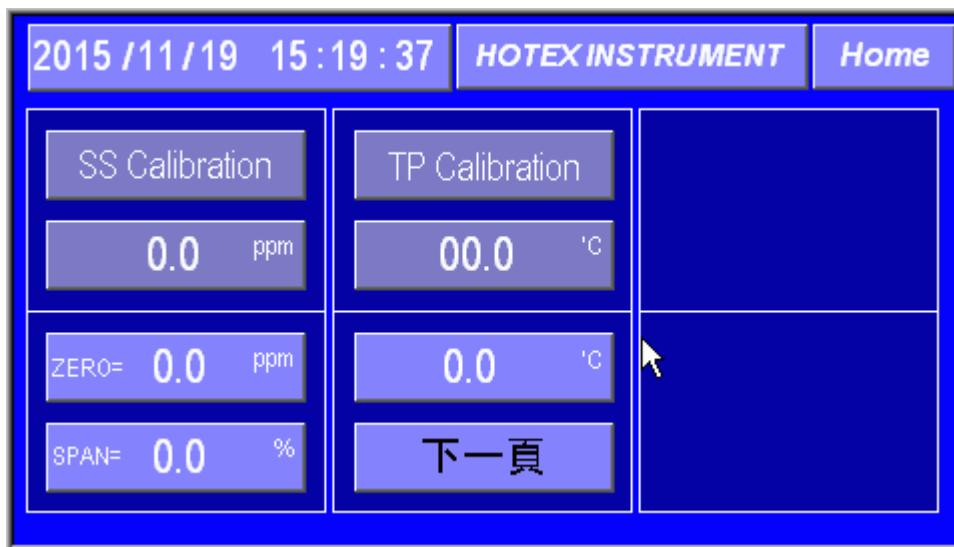 2015 /11/19 15:19:37 HOTEX INSTRUMENT Home
SS Calibration
0.0 ppm
ZERO= 0.0 ppm
SPAN= 0.0 %
TP Calibration
00.0 'C
0.0 'C
下一頁